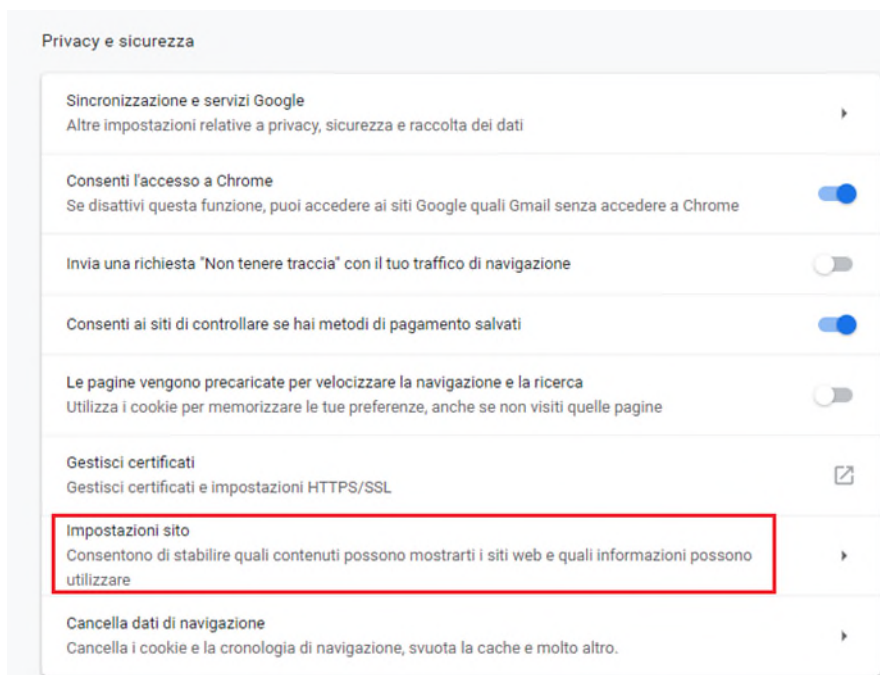 Privacy e sicurezza
Sincronizzazione e servizi Google
Altre impostazioni relative a privacy, sicurezza e raccolta dei dati
Consenti l'accesso a Chrome
Se disattivi questa funzione, puoi accedere ai siti Google quali Gmail senza accedere a Chrome
Invia una richiesta "Non tenere traccia" con il tuo traffico di navigazione
Consenti ai siti di controllare se hai metodi di pagamento salvati
Le pagine vengono precaricate per velocizzare la navigazione e la ricerca
Utilizza i cookie per memorizzare le tue preferenze, anche se non visiti quelle pagine
Gestisci certificati
Gestisci certificati e impostazioni HTTPS/SSL
Impostazioni sito
Consentono di stabilire quali contenuti possono mostrarti i siti web e quali informazioni possono
utilizzare
Cancella dati di navigazione
Cancella i cookie e la cronologia di navigazione, svuota la cache e molto altro.